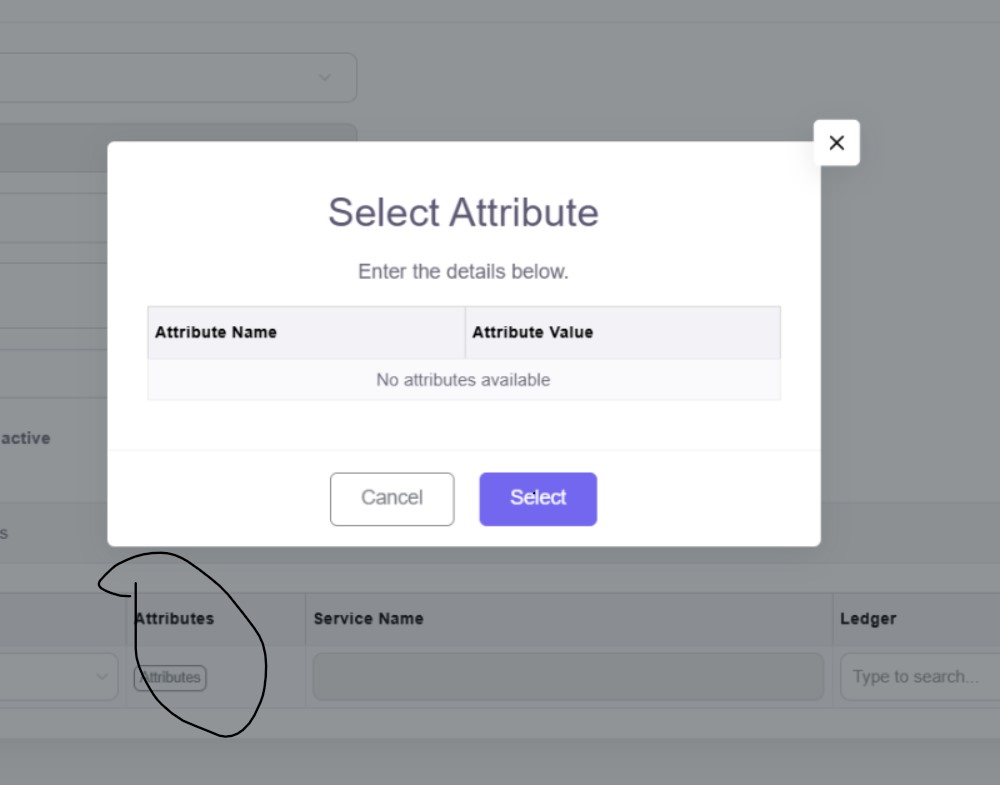 Select Attribute
Enter the details below.
Attribute Name Attribute Value
No attributes available
active
Cancel Select
s
Attributes Service Name Ledger
Attributes Type to search...